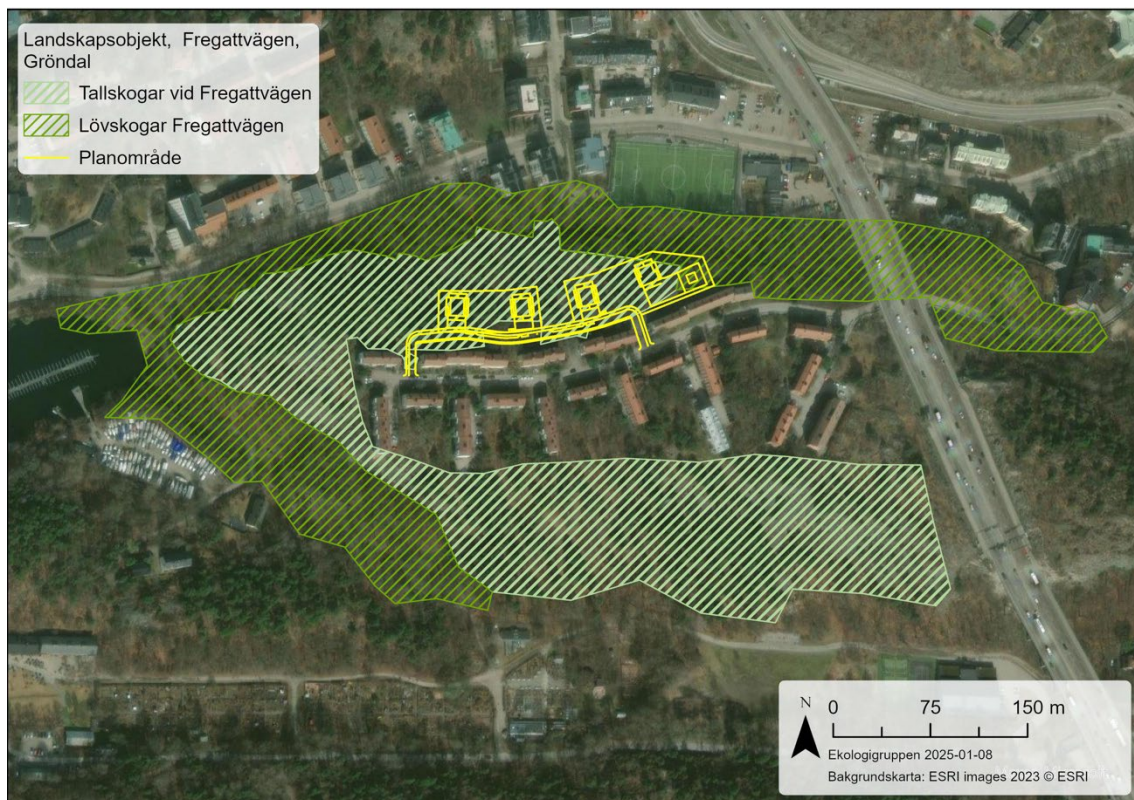 Landskapsobjekt, Fregattvägen,
Gröndal
Tallskogar vid Fregattvägen
Lövskogar Fregattvägen
Planområde
N
0 75 150 m
Ekologigruppen 2025-01-08
Bakgrundskarta: ESRI images 2023 © ESRI